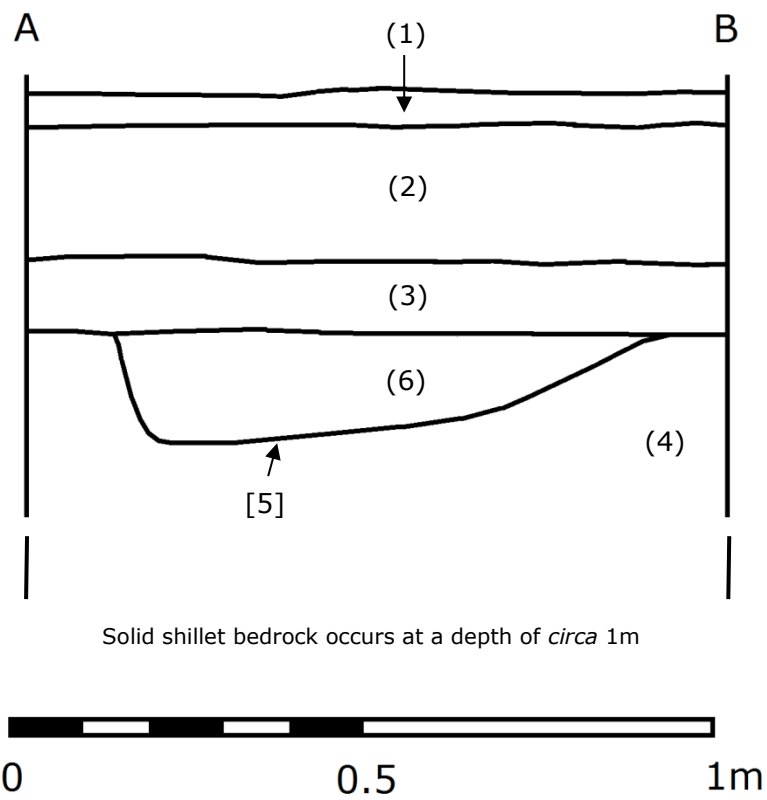 A
(1)
B
(2)
(3)
(6)
(4)
[5]
Solid shillet bedrock occurs at a depth of circa 1m
0 0.5 1m